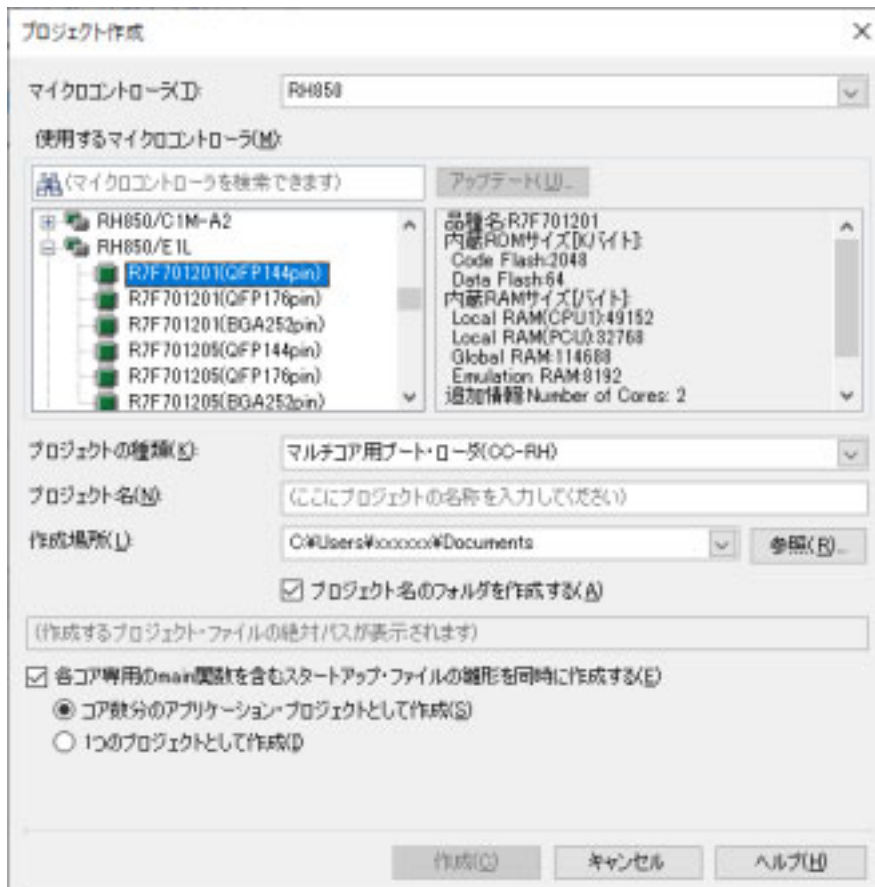 プロジェクト作成
マイクロコントローラ(T): RH850
使用するマイクロコントローラ(M):
(マイクロコントローラを検索できます) アップデート(U)...
RH850/C1M-A2
RH850/E1L
R7F701201(QFP144pin)
R7F701201(QFP176pin)
R7F701201(BGA252pin)
R7F701205(QFP144pin)
R7F701205(QFP176pin)
R7F701205(BGA252pin)
品種名:R7F701201
内蔵ROMサイズ[Kバイト]:
Code Flash:2048
Data Flash:64
内蔵RAMサイズ[バイト]:
Local RAM(CPU1):49152
Local RAM(PCU):32768
Global RAM:114688
Emulation RAM:8192
追加情報:Number of Cores: 2
プロジェクトの種類(K): マルチコア用ブート・ローダ(CC-RH)
プロジェクト名(N): (ここにプロジェクトの名称を入力してください)
作成場所(L): C:¥Users¥xxxxxx¥Documents 参照(R)...
プロジェクト名のフォルダを作成する(A)
(作成するプロジェクト・ファイルの絶対パスが表示されます)
各コア専用のmain関数を含むスタートアップ・ファイルの雛形を同時に作成する(E)
コア数分のアプリケーション・プロジェクトとして作成(S)
1つのプロジェクトとして作成(I)
作成(C) キャンセル ヘルプ(H)